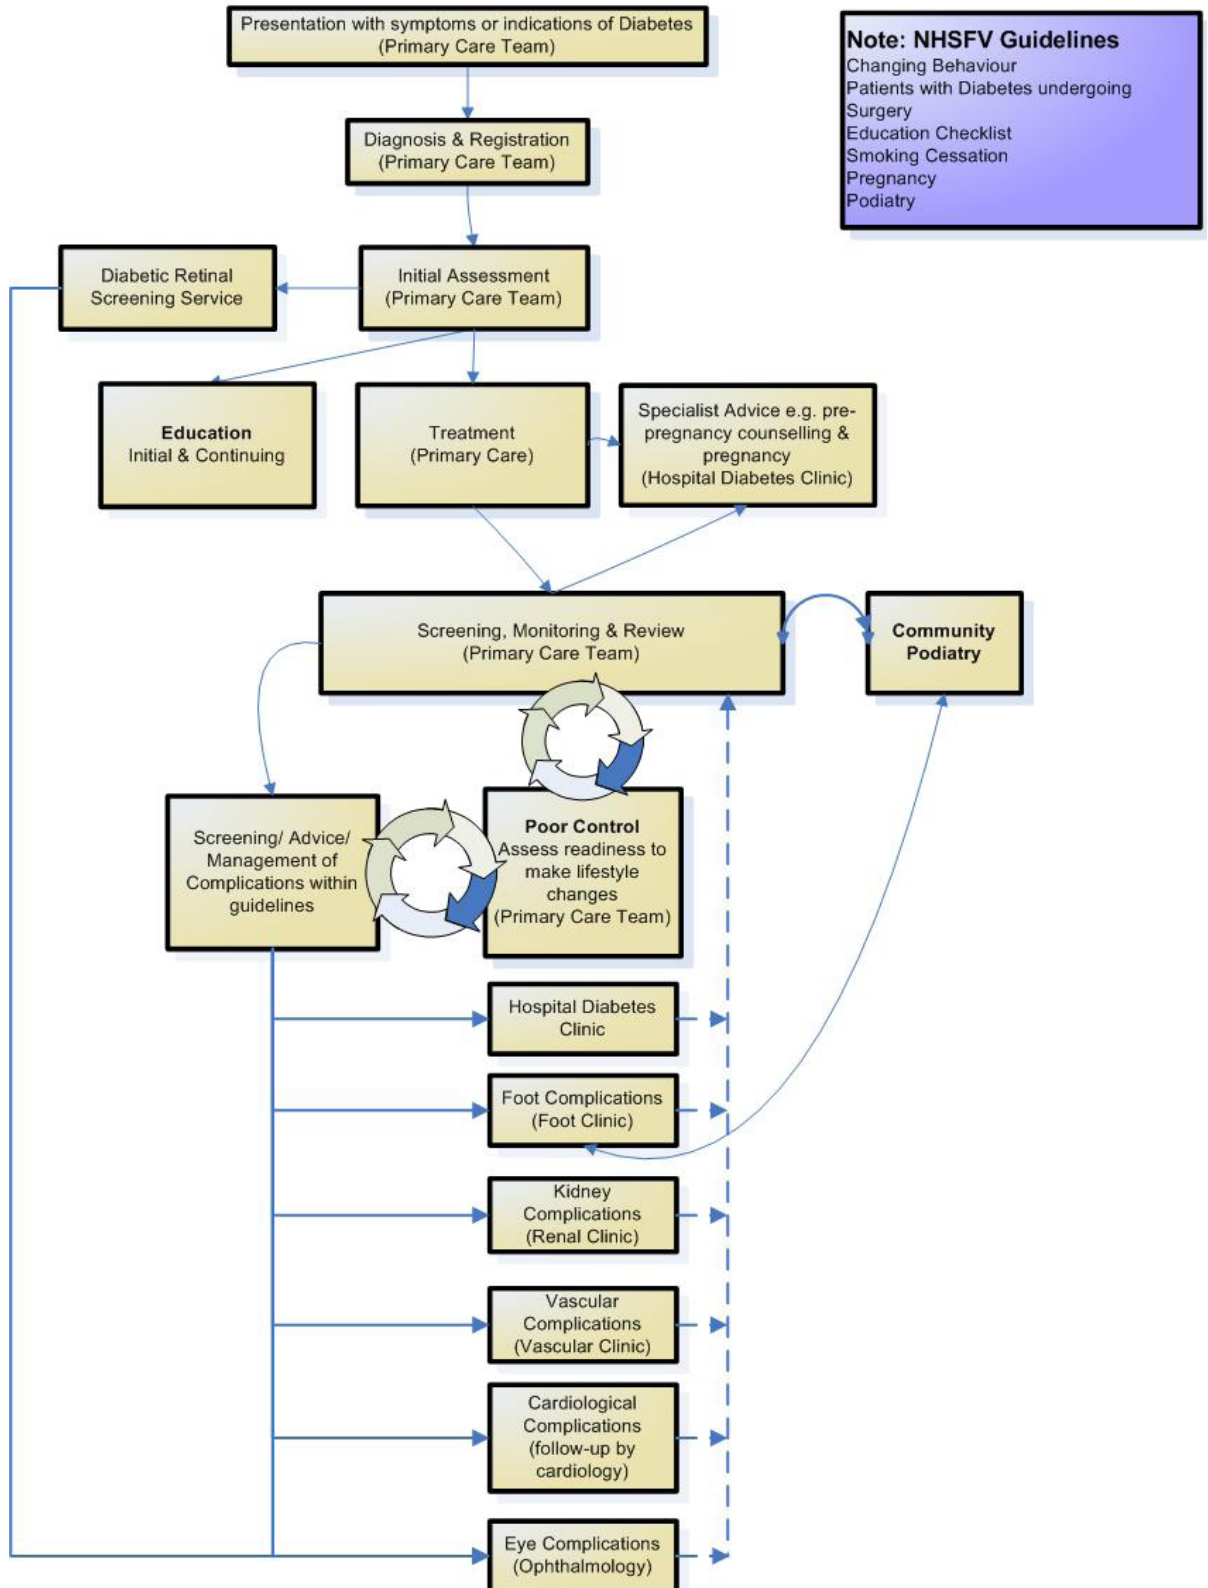 Presentation with symptoms or indications of Diabetes
(Primary Care Team)
Note: NHSFV Guidelines
Changing Behaviour
Patients with Diabetes undergoing
Surgery
Education Checklist
Smoking Cessation
Pregnancy
Podiatry
Diagnosis & Registration
(Primary Care Team)
Diabetic Retinal
Screening Service
Initial Assessment
(Primary Care Team)
Education
Initial & Continuing
Treatment
(Primary Care)
Specialist Advice e.g. pre-
pregnancy counselling &
pregnancy
(Hospital Diabetes Clinic)
Screening, Monitoring & Review
(Primary Care Team)
Community
Podiatry
Screening/ Advice/
Management of
Complications within
guidelines
Poor Control
Assess readiness to
make lifestyle
changes
(Primary Care Team)
Hospital Diabetes
Clinic
Foot Complications
(Foot Clinic)
Kidney
Complications
(Renal Clinic)
Vascular
Complications
(Vascular Clinic)
Cardiological
Complications
(follow-up by
cardiology)
Eye Complications
(Ophthalmology)